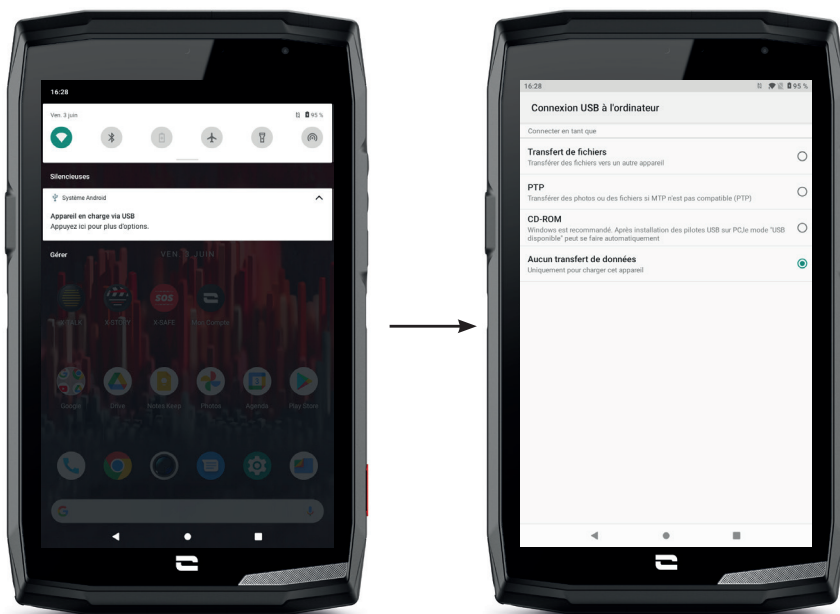 16:28
Ven. 3 juin
95 %
Silencieuses
Système Android
Appareil en charge via USB
Appuyez ici pour plus d'options.
Gérer
VEN. 3 JUIN
X-TALK
X-STORY
SOS
X-SAFE
Mon Compte
Google
Drive
Notes Keep
Photos
Agenda
Play Store
G
16:28
95 %
Connexion USB à l'ordinateur
Connecter en tant que
Transfert de fichiers
Transférer des fichiers vers un autre appareil
PTP
Transférer des photos ou des fichiers si MTP n'est pas compatible (PTP)
CD-ROM
Windows est recommandé. Après installation des pilotes USB sur PC,le mode "USB
disponible" peut se faire automatiquement
Aucun transfert de données
Uniquement pour charger cet appareil